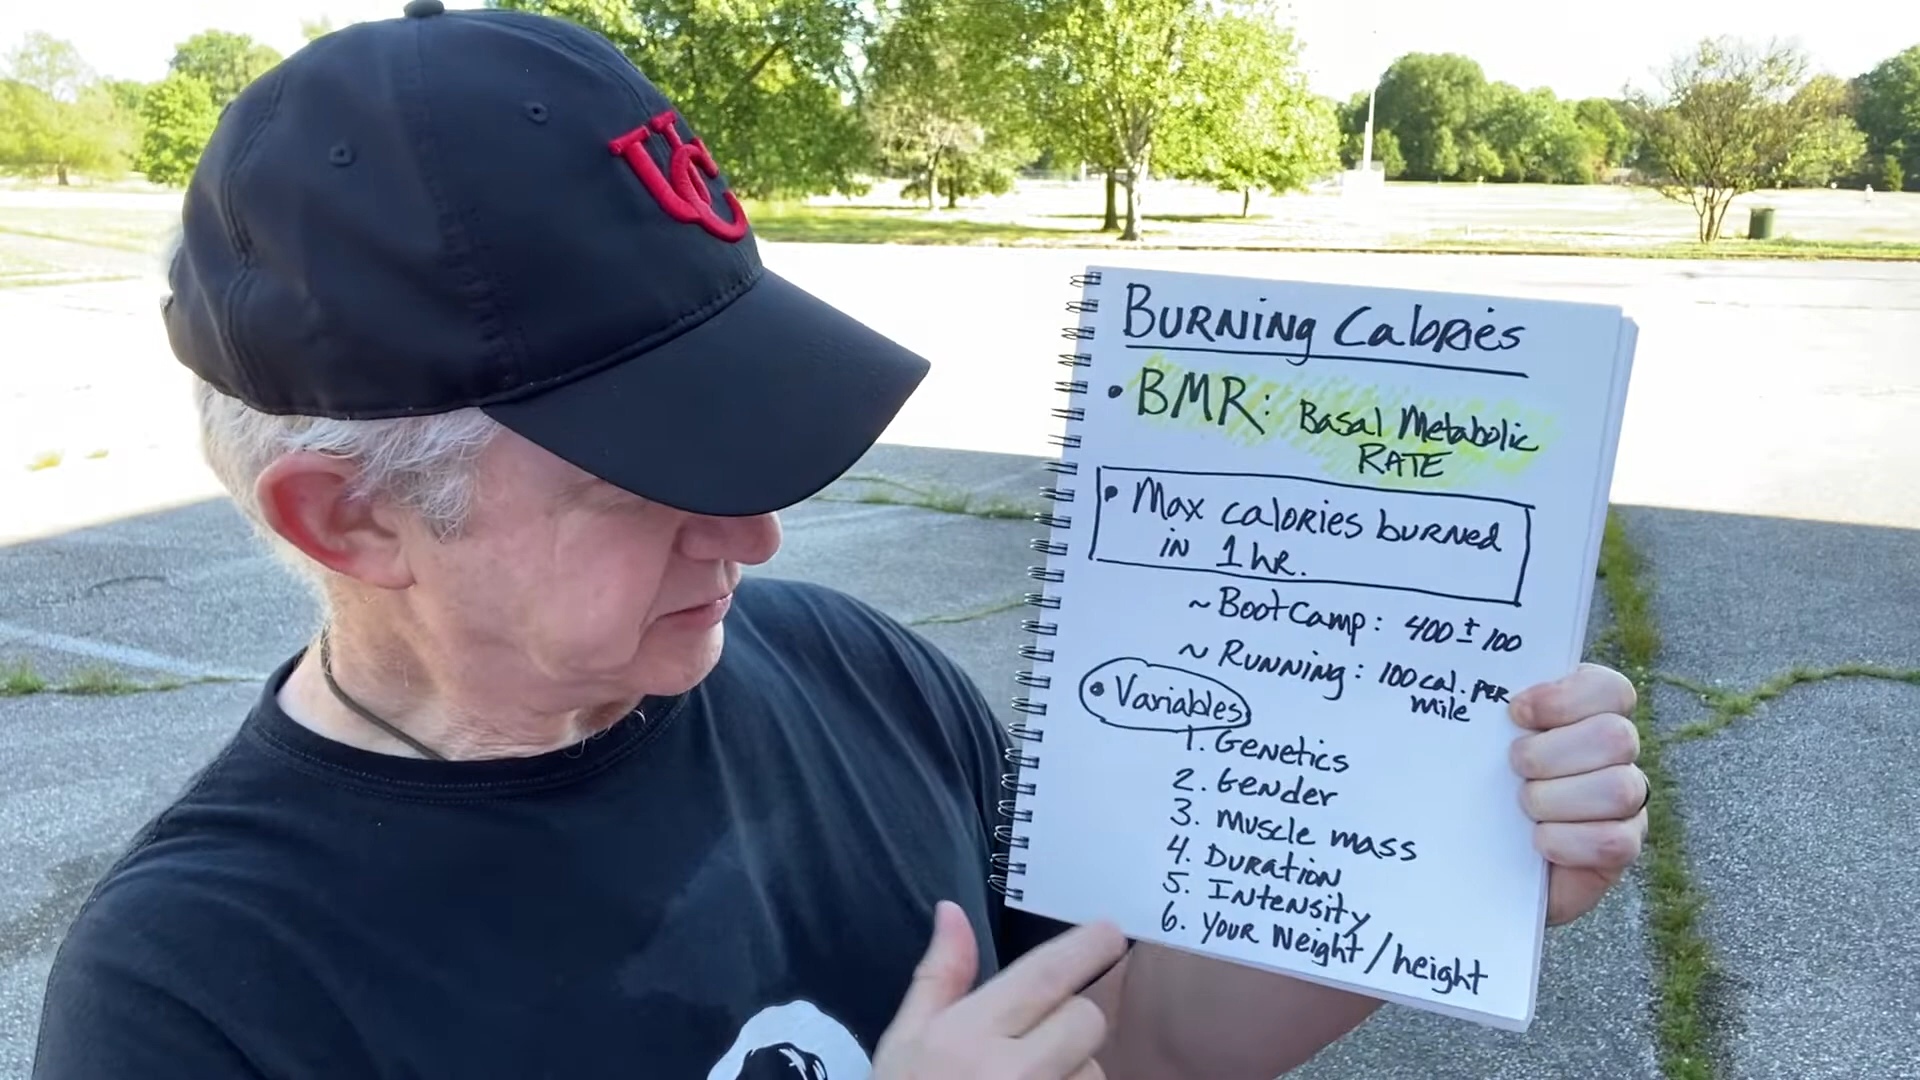 UC
Burning Calories
• BMR: Basal Metabolic
Rate
• Max calories burned
in 1 hr.
~ Boot Camp: 400 ± 100
~ Running: 100 cal. per
mile
• Variables
1. Genetics
2. Gender
3. Muscle mass
4. Duration
5. Intensity
6. Your Weight/height